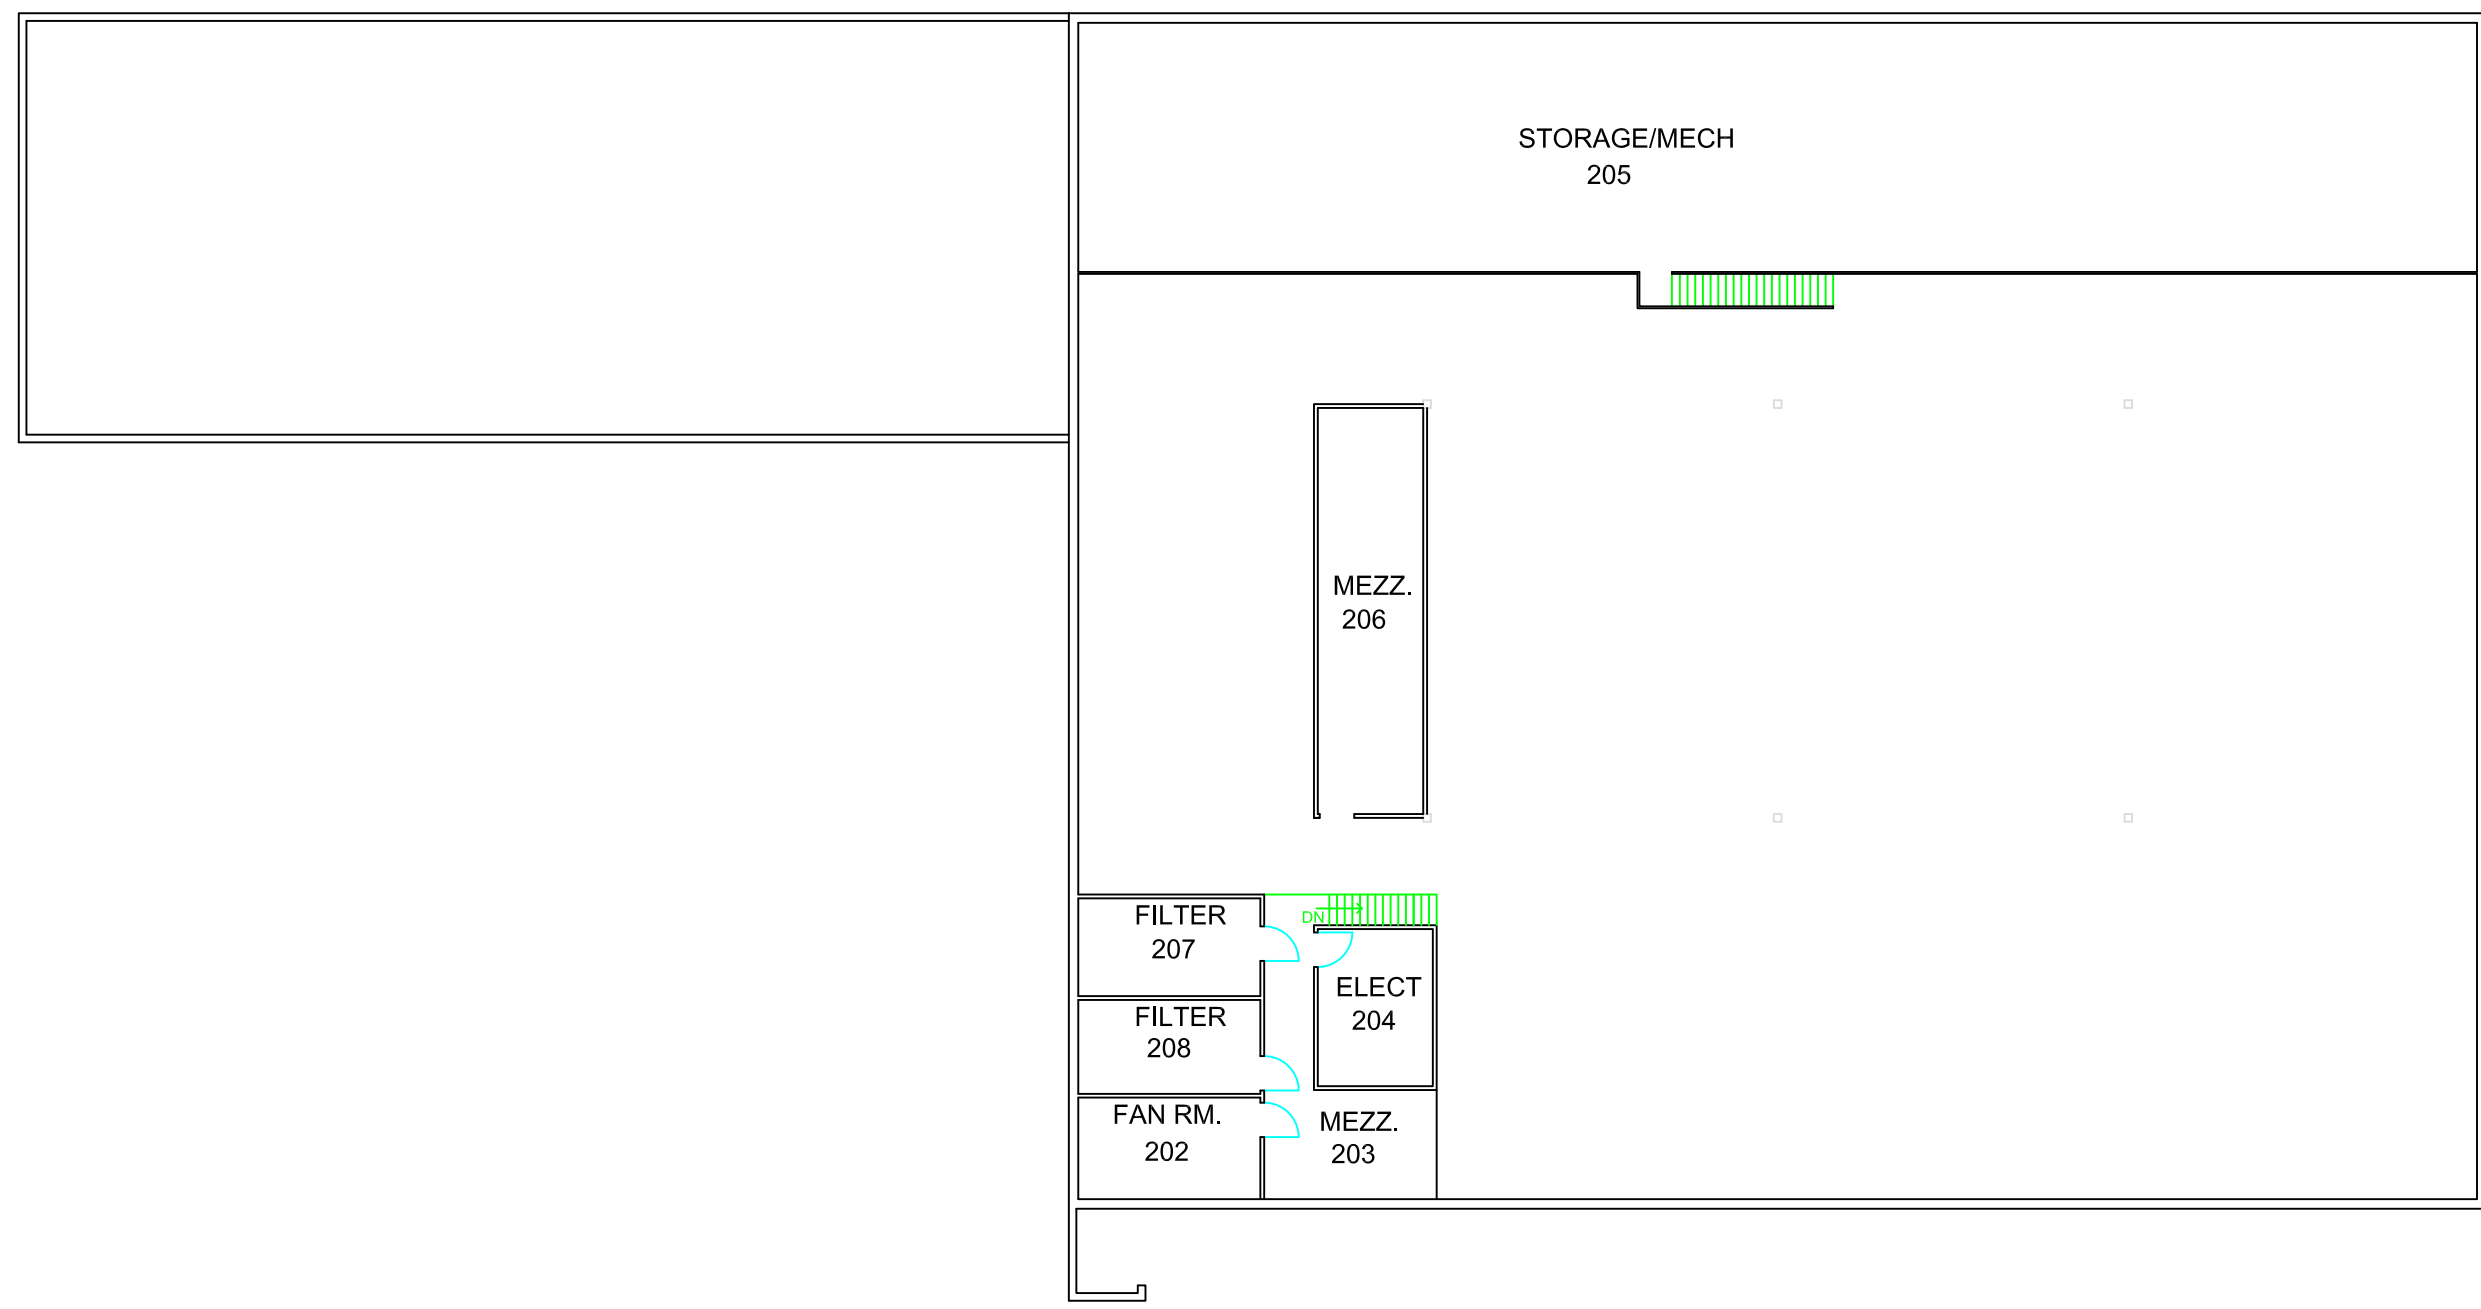 STORAGE/MECH
205
MEZZ.
206
FILTER
207
DN
FILTER
208
ELECT
204
FAN RM.
202
MEZZ.
203